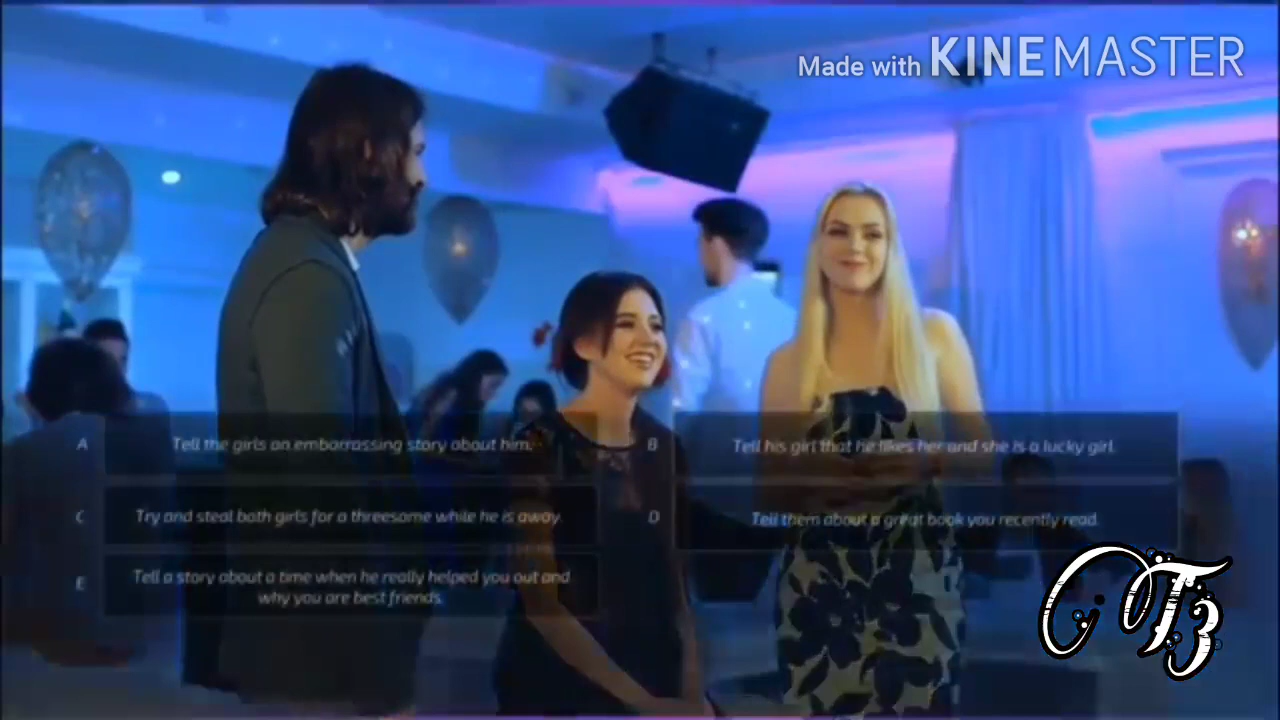 Made with KINEMASTER
A Tell the girls an embarrassing story about him.
B Tell his girl that he likes her and she is a lucky girl.
C Try and steal both girls for a threesome while he is away.
D Tell them about a great book you recently read.
E Tell a story about a time when he really helped you out and
why you are best friends.